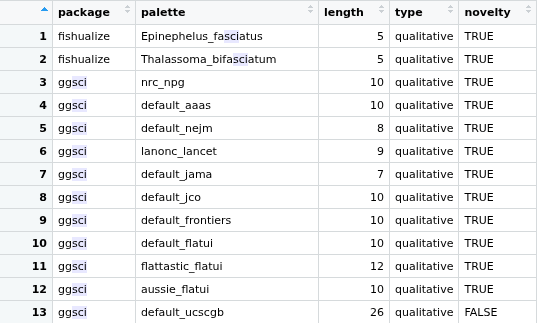 package palette length type novelty
1 fishualize Epinephelus_fasciatus 5 qualitative TRUE
2 fishualize Thalassoma_bifasciatum 5 qualitative TRUE
3 ggsci nrc_npg 10 qualitative TRUE
4 ggsci default_aaas 10 qualitative TRUE
5 ggsci default_nejm 8 qualitative TRUE
6 ggsci lanonc_lancet 9 qualitative TRUE
7 ggsci default_jama 7 qualitative TRUE
8 ggsci default_jco 10 qualitative TRUE
9 ggsci default_frontiers 10 qualitative TRUE
10 ggsci default_flatui 10 qualitative TRUE
11 ggsci flattastic_flatui 12 qualitative TRUE
12 ggsci aussie_flatui 10 qualitative TRUE
13 ggsci default_ucscgb 26 qualitative FALSE